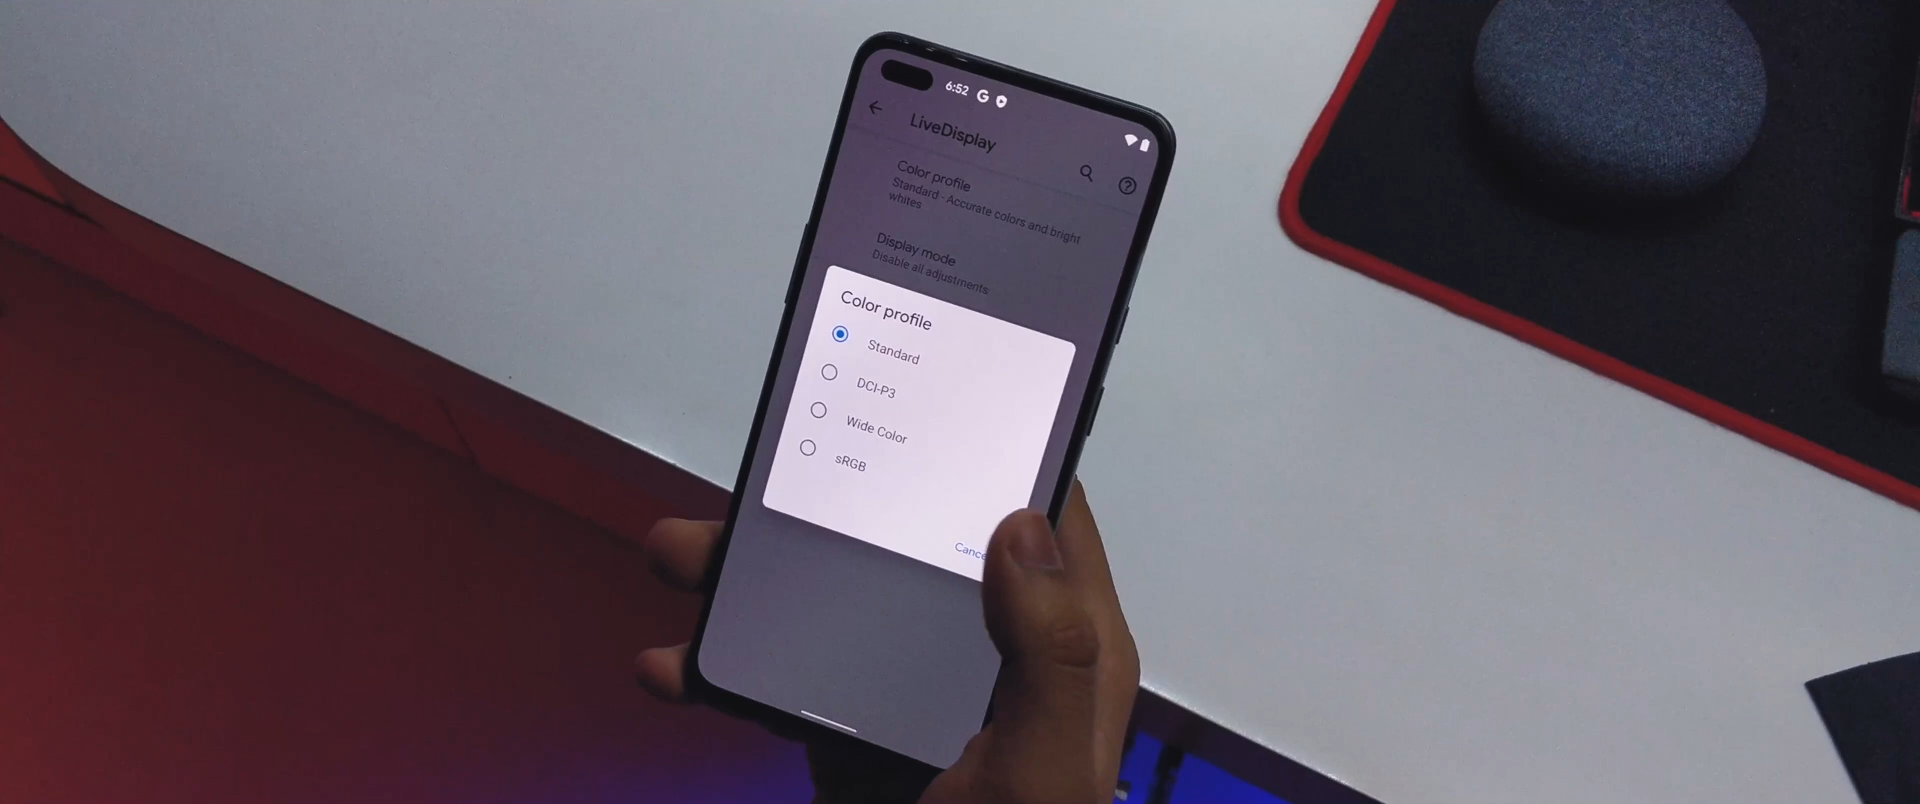 6:52
LiveDisplay
Color profile
Standard - Accurate colors and bright
whites
Display mode
Disable all adjustments
Color profile
Standard
DCI-P3
Wide Color
sRGB
Cance